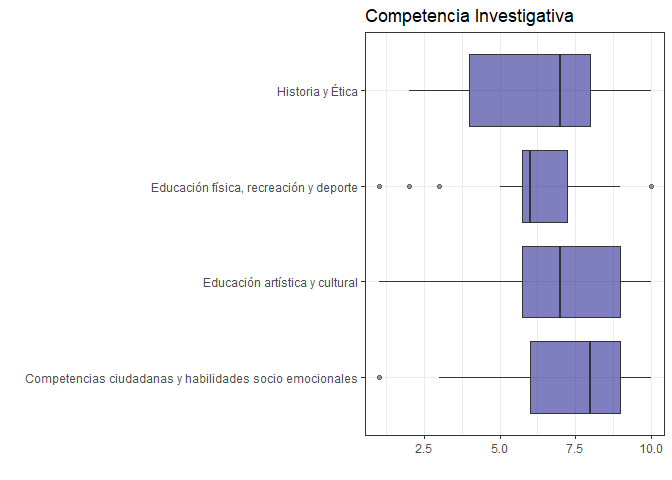 Competencia Investigativa
Historia y Ética
Educación física, recreación y deporte
Educación artística y cultural
Competencias ciudadanas y habilidades socio emocionales
2.5 5.0 7.5 10.0